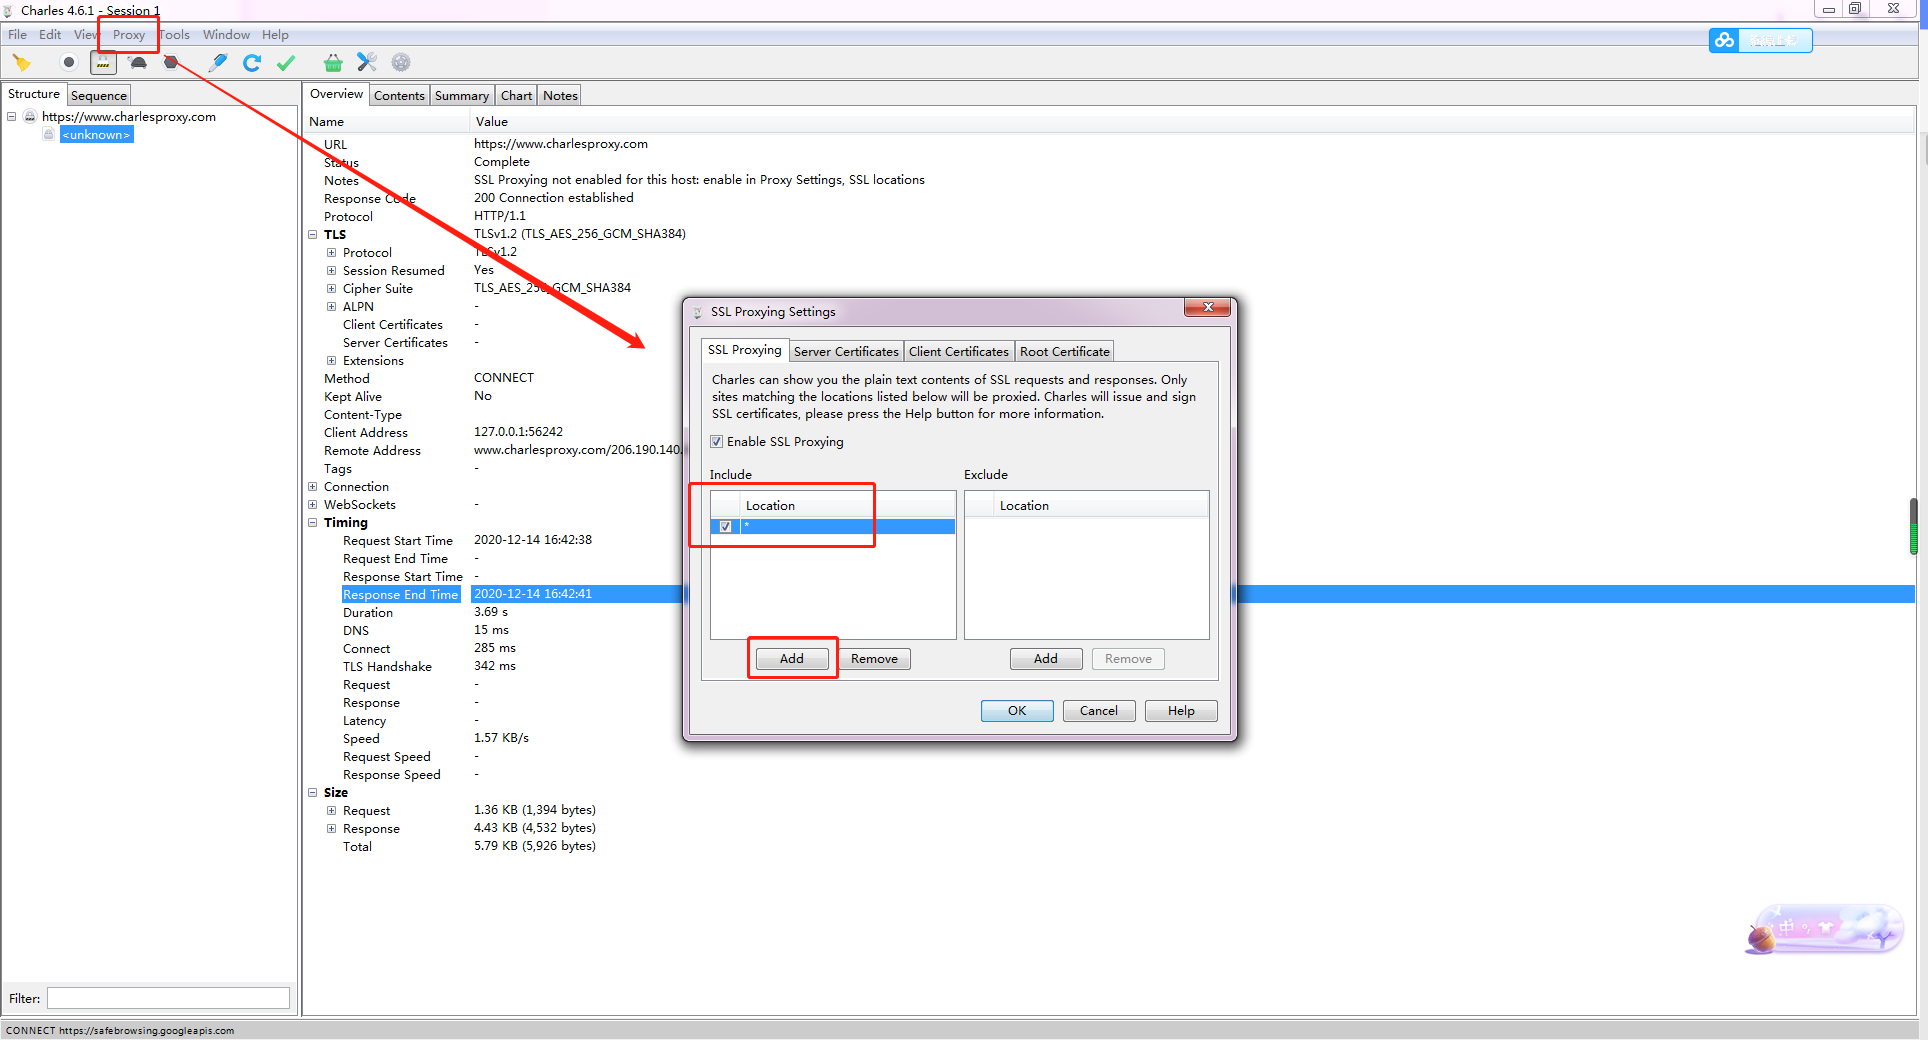 Charles 4.6.1 - Session 1
File Edit View Proxy Tools Window Help
Structure Sequence
https://www.charlesproxy.com
<unknown>
Filter:
CONNECT https://safebrowsing.googleapis.com
Overview Contents Summary Chart Notes
Name Value
URL https://www.charlesproxy.com
Status Complete
Notes SSL Proxying not enabled for this host: enable in Proxy Settings, SSL locations
Response Code 200 Connection established
Protocol HTTP/1.1
TLS TLSv1.2 (TLS_AES_256_GCM_SHA384)
Protocol TLSv1.2
Session Resumed Yes
Cipher Suite TLS_AES_256_GCM_SHA384
ALPN -
Client Certificates -
Server Certificates -
Extensions
Method CONNECT
Kept Alive No
Content-Type
Client Address 127.0.0.1:56242
Remote Address www.charlesproxy.com/206.190.140.
Tags -
Connection
WebSockets -
Timing
Request Start Time 2020-12-14 16:42:38
Request End Time -
Response Start Time -
Response End Time 2020-12-14 16:42:41
Duration 3.69 s
DNS 15 ms
Connect 285 ms
TLS Handshake 342 ms
Request -
Response -
Latency -
Speed 1.57 KB/s
Request Speed -
Response Speed -
Size
Request 1.36 KB (1,394 bytes)
Response 4.43 KB (4,532 bytes)
Total 5.79 KB (5,926 bytes)
SSL Proxying Settings
SSL Proxying Server Certificates Client Certificates Root Certificate
Charles can show you the plain text contents of SSL requests and responses. Only
sites matching the locations listed below will be proxied. Charles will issue and sign
SSL certificates, please press the Help button for more information.
Enable SSL Proxying
Include Exclude
Location Location
*
Add Remove Add Remove
OK Cancel Help
中